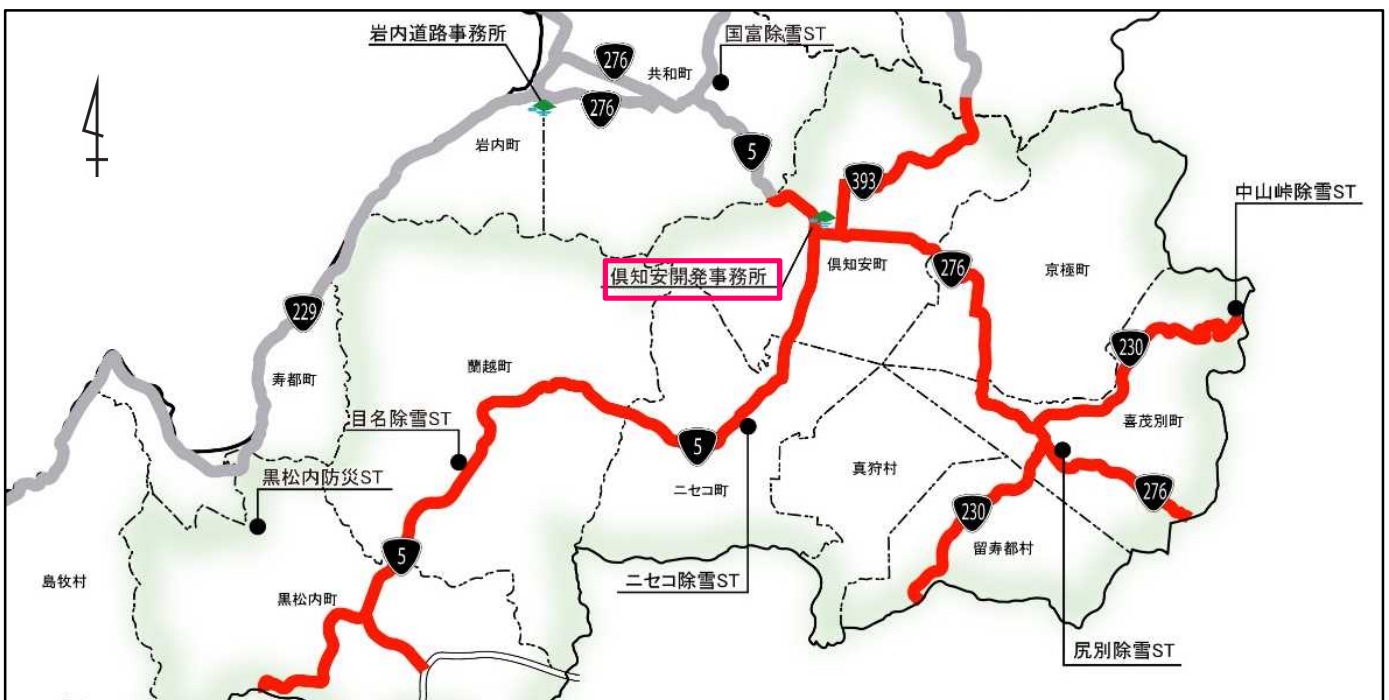 岩内道路事務所
国富除雪ST
276
共和町
276
岩内町
5
393
中山峠除雪ST
倶知安開発事務所
倶知安町
276
京極町
229
230
寿都町
蘭越町
喜茂別町
目名除雪ST
5
黒松内防災ST
真狩村
ニセコ町
276
230
留寿都村
5
島牧村
ニセコ除雪ST
黒松内町
尻別除雪ST